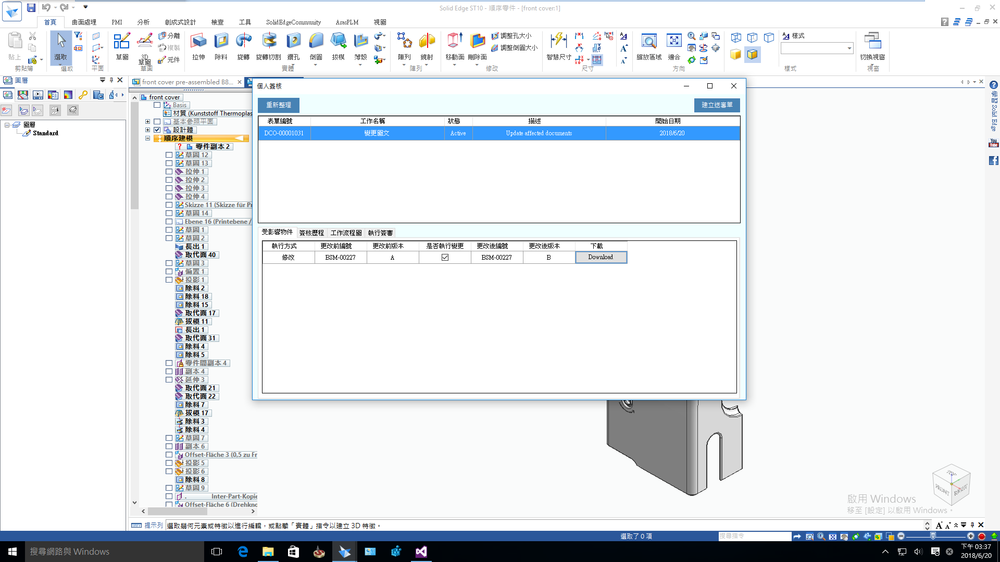 Solid Edge ST10 - 順序零件 - [front cover:1]
首頁 曲面處理 PMI 分析 創成式設計 檢查 工具 SolidEdgeCommunity ArasPLM 視圖
貼上 選取 草圖 3D 草圖 分離 複製 元件 拉伸 除料 旋轉 旋轉切割 鑽孔 倒圓 拔模 薄殼 陣列 鏡射 移動面 刪除面 調整孔大小 調整倒圓大小 智慧尺寸 縮放區域 適合 樣式 切換視窗
剪貼簿 選取 平面 草圖 實體 陣列 修改 尺寸 方向 樣式 視窗
圖層
front cover pre-assembled B8...
圖層
Standard
front cover
Basis
材質 (Kunststoff Thermoplas
基本參照平面
設計體
順序建模
零件副本 2
草圖 12
草圖 13
拉伸 1
拉伸 2
拉伸 3
拉伸 4
Skizze 11 (Skizze für Pr
草圖 14
Ebene 16 (Printebene /
草圖 1
草圖 2
長出 1
取代面 40
草圖 3
偏置 1
投影 1
除料 2
除料 18
除料 15
取代面 17
拔模 11
長出 1
取代面 31
除料 4
除料 5
零件間副本 4
副本 4
延伸 3
取代面 21
取代面 22
除料 7
拔模 17
除料 3
除料 4
草圖 7
副本 6
Offset-Fläche 3 (0,5 zu Fr
投影 5
投影 6
除料 8
草圖 9
. Inter-Part-Kopie
Offset-Fläche 6 (Drehkno
個人簽核
重新整理 建立送審單
表單編號 工作名稱 狀態 描述 開始日期
DCO-00001031 變更圖文 Active Update affected documents 2018/6/20
受影響物件 簽核歷程 工作流程圖 執行簽審
執行方式 更改前編號 更改前版本 是否執行變更 更改後編號 更改後版本 下載
修改 BSM-00227 A BSM-00227 B Download
學習 Solid Edge
You Tube
TOP
FRONT RIGHT
啟用 Windows
移至 [設定] 以啟用 Windows。
提示列 選取幾何元素或特徵以進行編輯，或點擊「實體」指令以建立 3D 特徵。
選取了 0 項 搜尋指令
搜尋網路與 Windows
下午 03:37
2018/6/20